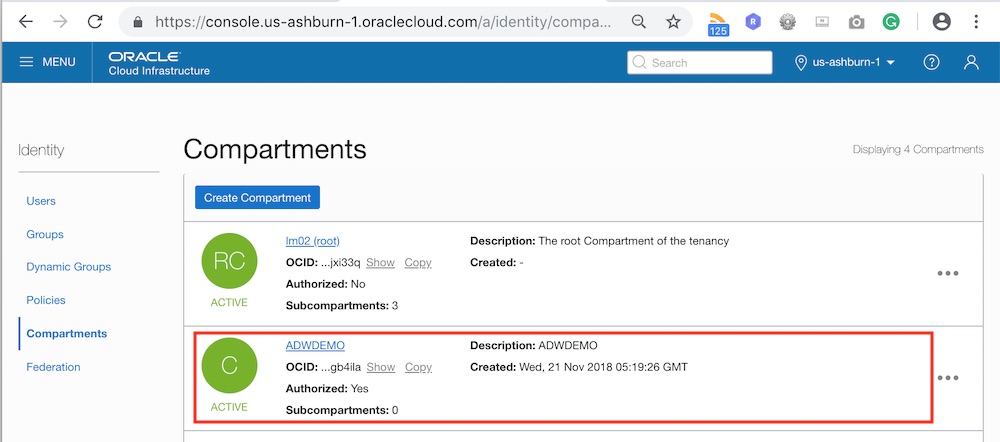 https://console.us-ashburn-1.oraclecloud.com/a/identity/compa...
125
R
G
MENU
ORACLE
Cloud Infrastructure
Search
us-ashburn-1
?
Identity
Compartments
Displaying 4 Compartments
Users
Groups
Dynamic Groups
Policies
Compartments
Federation
Create Compartment
RC
ACTIVE
lm02 (root)
OCID: ...jxi33q Show Copy
Authorized: No
Subcompartments: 3
Description: The root Compartment of the tenancy
Created: -
C
ACTIVE
ADWDEMO
OCID: ...gb4ila Show Copy
Authorized: Yes
Subcompartments: 0
Description: ADWDEMO
Created: Wed, 21 Nov 2018 05:19:26 GMT